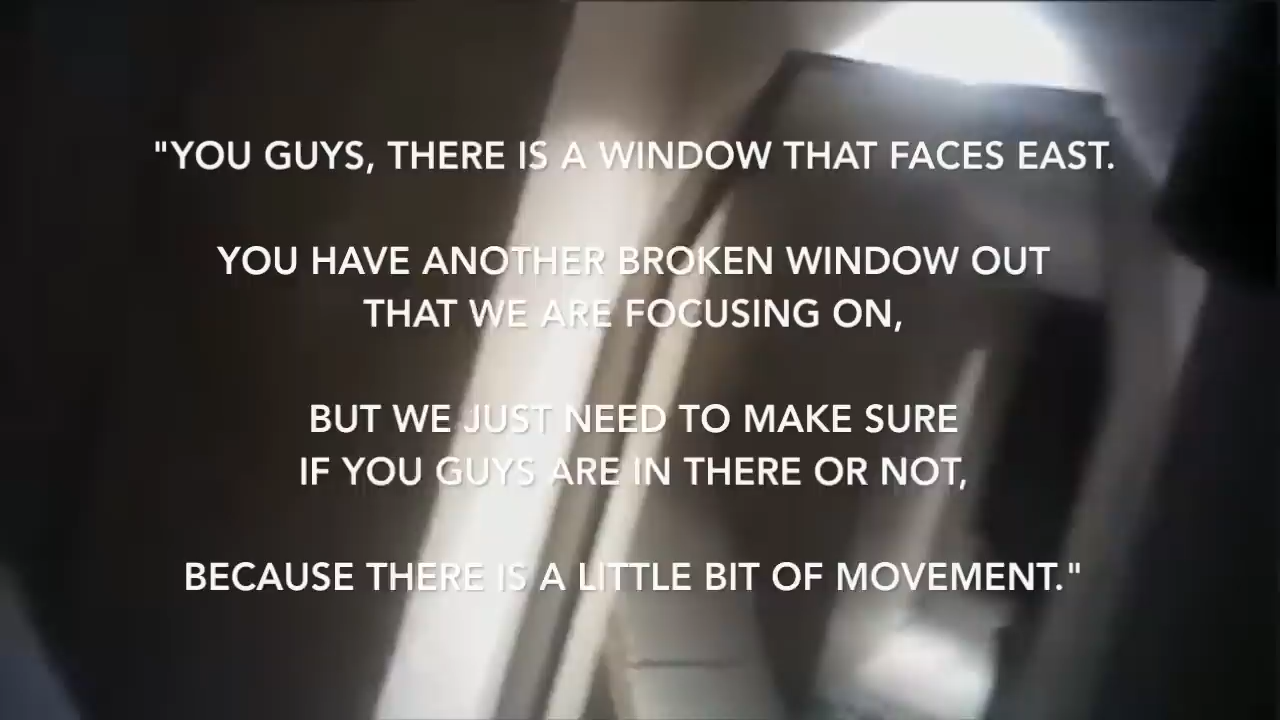 "YOU GUYS, THERE IS A WINDOW THAT FACES EAST.
YOU HAVE ANOTHER BROKEN WINDOW OUT
THAT WE ARE FOCUSING ON,
BUT WE JUST NEED TO MAKE SURE
IF YOU GUYS ARE IN THERE OR NOT,
BECAUSE THERE IS A LITTLE BIT OF MOVEMENT."